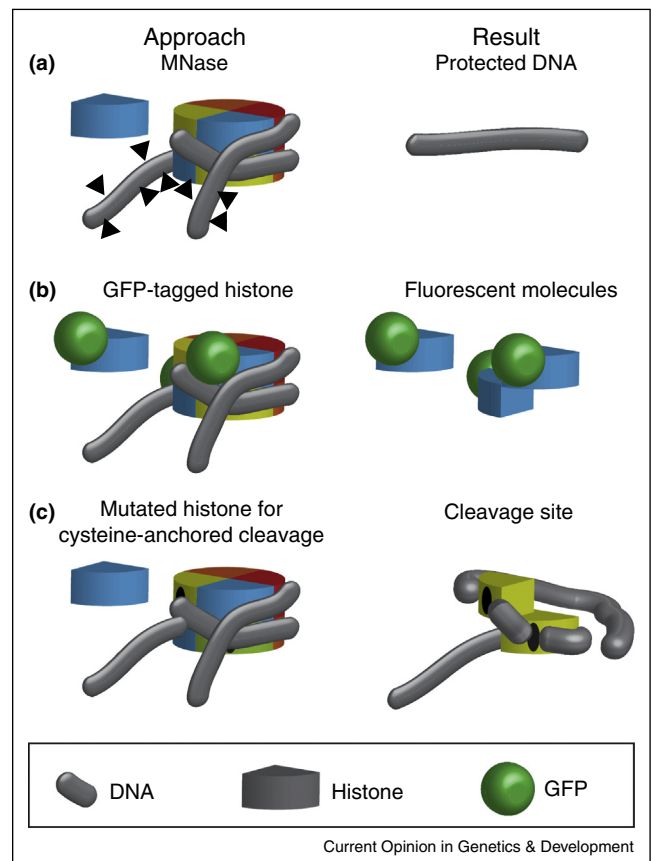 Approach
Result
(a)
MNase
Protected DNA
(b)
GFP-tagged histone
Fluorescent molecules
(c)
Mutated histone for
cysteine-anchored cleavage
Cleavage site
DNA
Histone
GFP
Current Opinion in Genetics & Development